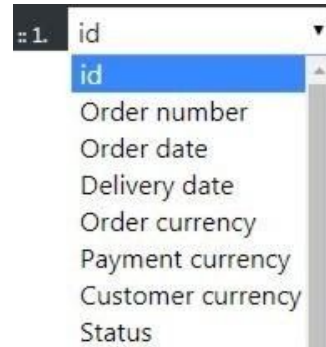 :: 1. id
id
Order number
Order date
Delivery date
Order currency
Payment currency
Customer currency
Status